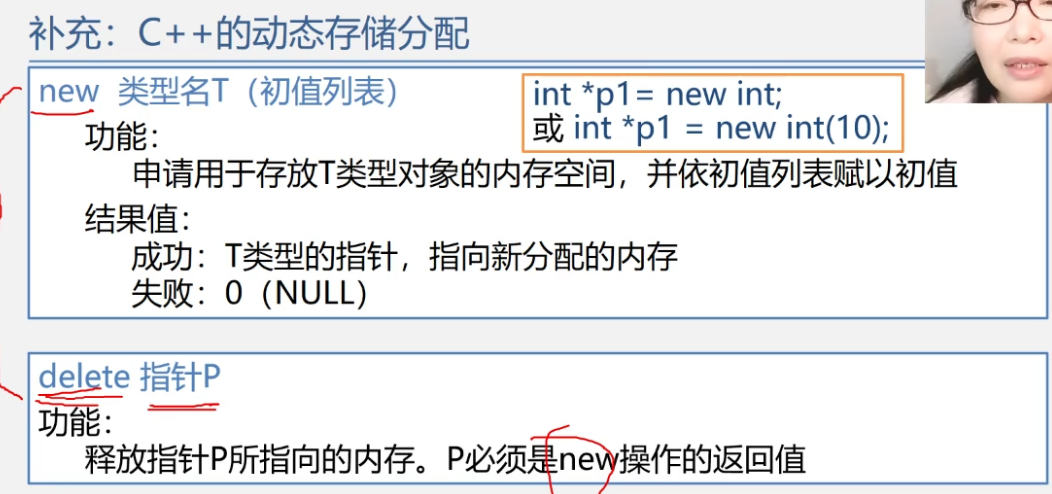 补充：C++的动态存储分配
new 类型名T（初值列表）
int *p1= new int;
或 int *p1 = new int(10);
功能：
申请用于存放T类型对象的内存空间，并依初值列表赋以初值
结果值：
成功：T类型的指针，指向新分配的内存
失败：0（NULL）
delete 指针P
功能：
释放指针P所指向的内存。P必须是new操作的返回值